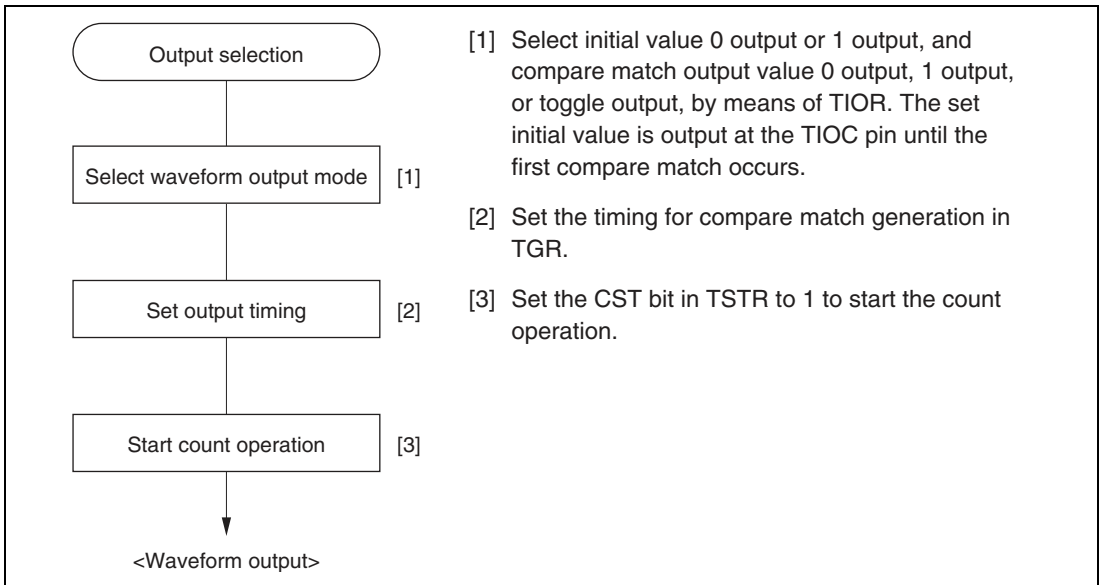 Output selection
Select waveform output mode [1]
Set output timing [2]
Start count operation [3]
<Waveform output>
[1] Select initial value 0 output or 1 output, and
compare match output value 0 output, 1 output,
or toggle output, by means of TIOR. The set
initial value is output at the TIOC pin until the
first compare match occurs.
[2] Set the timing for compare match generation in
TGR.
[3] Set the CST bit in TSTR to 1 to start the count
operation.